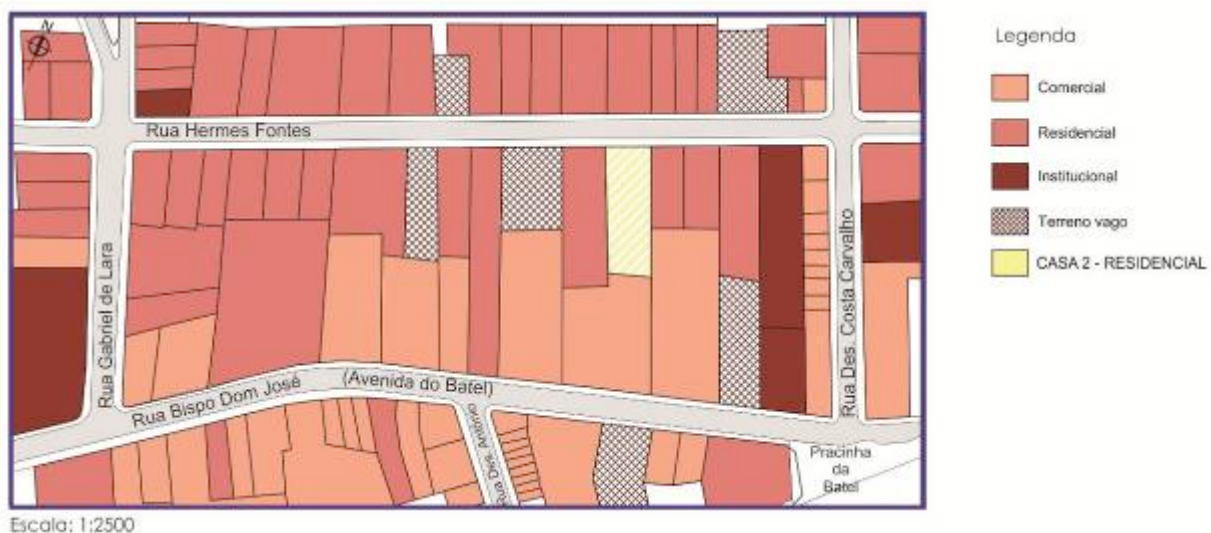 N
Rua Hermes Fontes
Rua Gabriel de Lara
Rua Des. Costa Carvalho
Rua Bispo Dom José
(Avenida do Batel)
Rua Des. Antonio
Pracinha
da
Batel
Legenda
Comercial
Residencial
Institucional
Terreno vago
CASA 2 - RESIDENCIAL
Escala: 1:2500